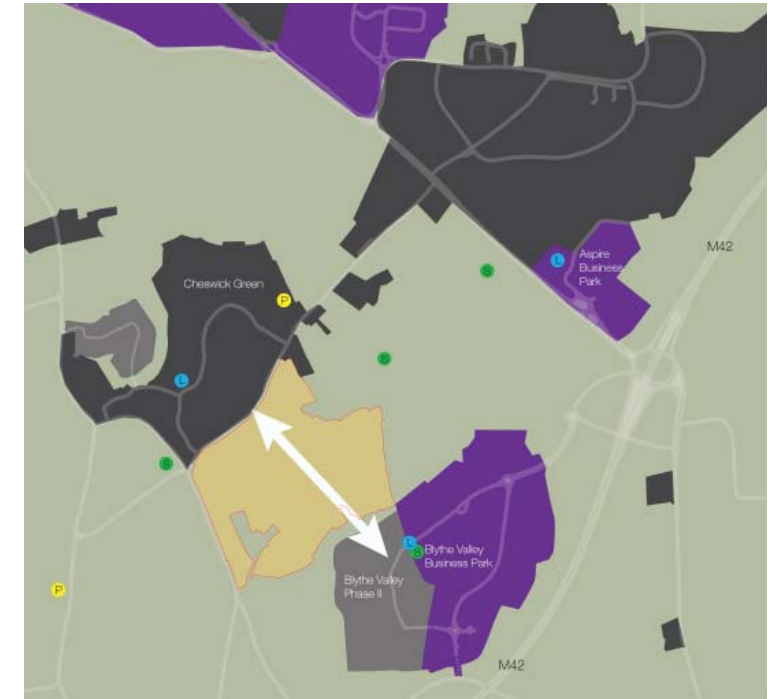 M42
Aspire
Business
Park
L
S
Cheswick Green
P
S
L
S
L
S
Blythe Valley
Business Park
Blythe Valley
Phase II
P
M42